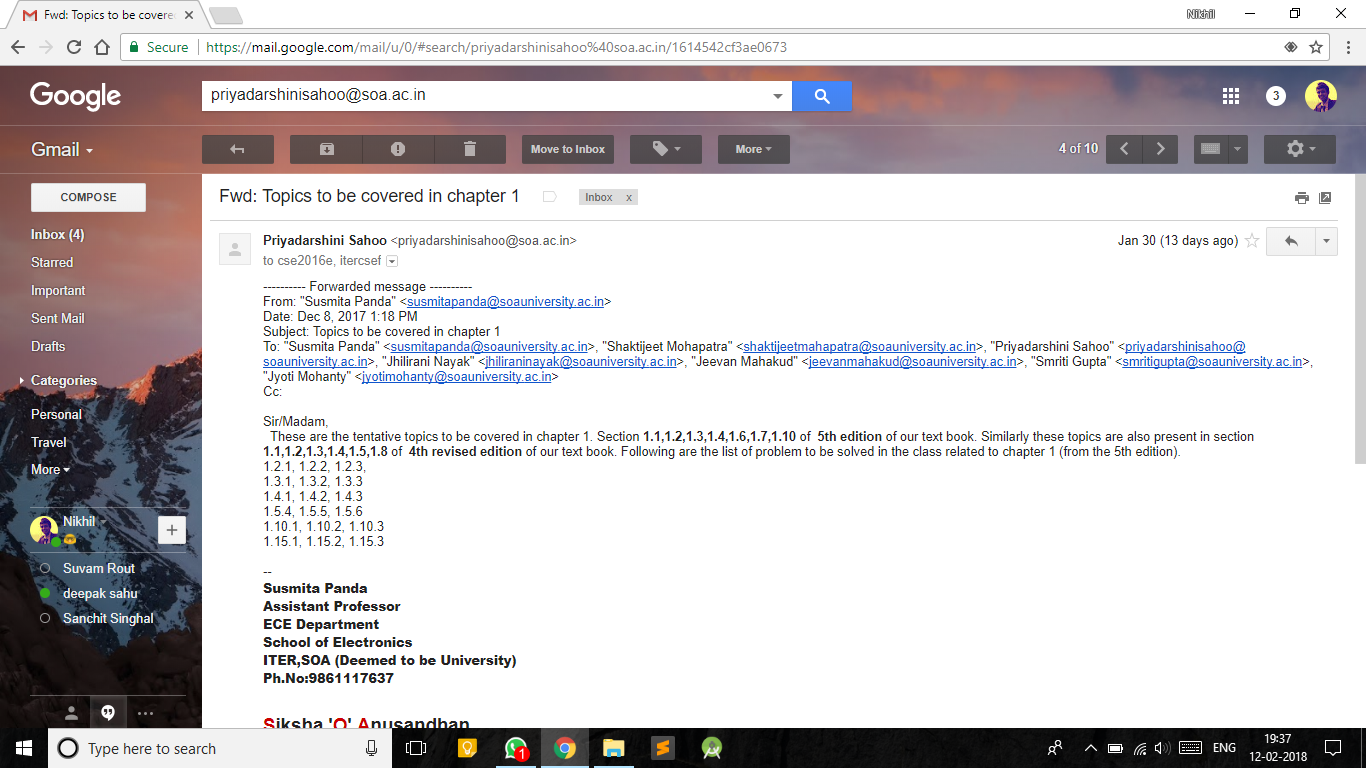 Fwd: Topics to be covere
Nikhil
Secure
https://mail.google.com/mail/u/0/#search/priyadarshinisahoo%40soa.ac.in/1614542cf3ae0673
Google
priyadarshinisahoo@soa.ac.in
3
Gmail
Move to Inbox
More
4 of 10
COMPOSE
Inbox (4)
Starred
Important
Sent Mail
Drafts
Categories
Personal
Travel
More
Nikhil
Suvam Rout
deepak sahu
Sanchit Singhal
Fwd: Topics to be covered in chapter 1
Inbox x
Priyadarshini Sahoo <priyadarshinisahoo@soa.ac.in>
Jan 30 (13 days ago)
to cse2016e, itercsef
---------- Forwarded message ----------
From: "Susmita Panda" <susmitapanda@soauniversity.ac.in>
Date: Dec 8, 2017 1:18 PM
Subject: Topics to be covered in chapter 1
To: "Susmita Panda" <susmitapanda@soauniversity.ac.in>, "Shaktijeet Mohapatra" <shaktijeetmahapatra@soauniversity.ac.in>, "Priyadarshini Sahoo" <priyadarshinisahoo@
soauniversity.ac.in>, "Jhilirani Nayak" <jhiliraninayak@soauniversity.ac.in>, "Jeevan Mahakud" <jeevanmahakud@soauniversity.ac.in>, "Smriti Gupta" <smritigupta@soauniversity.ac.in>,
"Jyoti Mohanty" <jyotimohanty@soauniversity.ac.in>
Cc:
Sir/Madam,
These are the tentative topics to be covered in chapter 1. Section 1.1,1.2,1.3,1.4,1.6,1.7,1.10 of 5th edition of our text book. Similarly these topics are also present in section
1.1,1.2,1.3,1.4,1.5,1.8 of 4th revised edition of our text book. Following are the list of problem to be solved in the class related to chapter 1 (from the 5th edition).
1.2.1, 1.2.2, 1.2.3,
1.3.1, 1.3.2, 1.3.3
1.4.1, 1.4.2, 1.4.3
1.5.4, 1.5.5, 1.5.6
1.10.1, 1.10.2, 1.10.3
1.15.1, 1.15.2, 1.15.3
--
Susmita Panda
Assistant Professor
ECE Department
School of Electronics
ITER,SOA (Deemed to be University)
Ph.No:9861117637
Siksha 'O' Anusandhan
Type here to search
1
ENG
19:37
12-02-2018